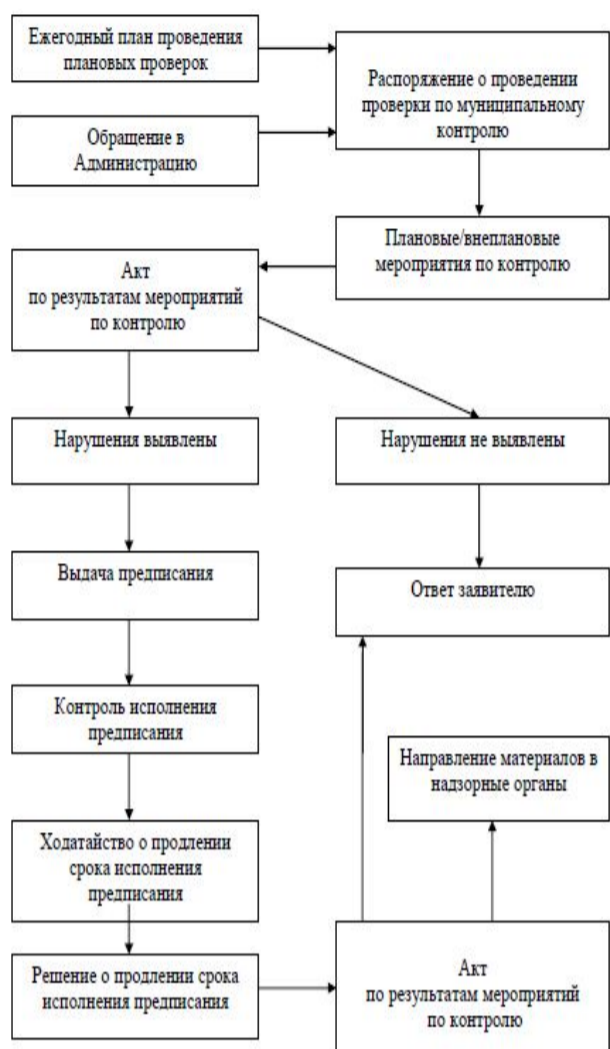 Ежегодный план проведения
плановых проверок
Распоряжение о проведении
проверки по муниципальному
контролю
Обращение в
Администрацию
Плановые/внеплановые
мероприятия по контролю
Акт
по результатам мероприятий
по контролю
Нарушения выявлены
Нарушения не выявлены
Выдача предписания
Ответ заявителю
Контроль исполнения
предписания
Направление материалов в
надзорные органы
Ходатайство о продлении
срока исполнения
предписания
Решение о продлении срока
исполнения предписания
Акт
по результатам мероприятий
по контролю